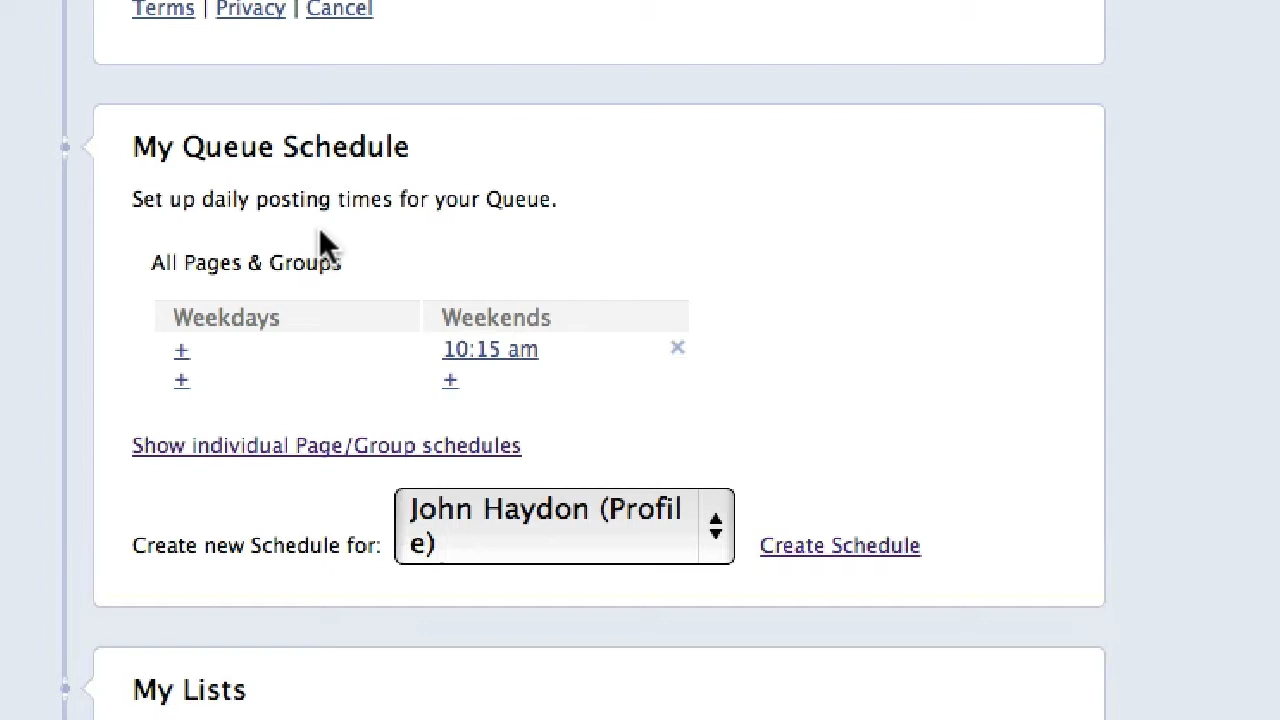 Terms | Privacy | Cancel
My Queue Schedule
Set up daily posting times for your Queue.
All Pages & Groups
Weekdays Weekends
+ 10:15 am ×
+ +
Show individual Page/Group schedules
Create new Schedule for: John Haydon (Profil
e) Create Schedule
My Lists